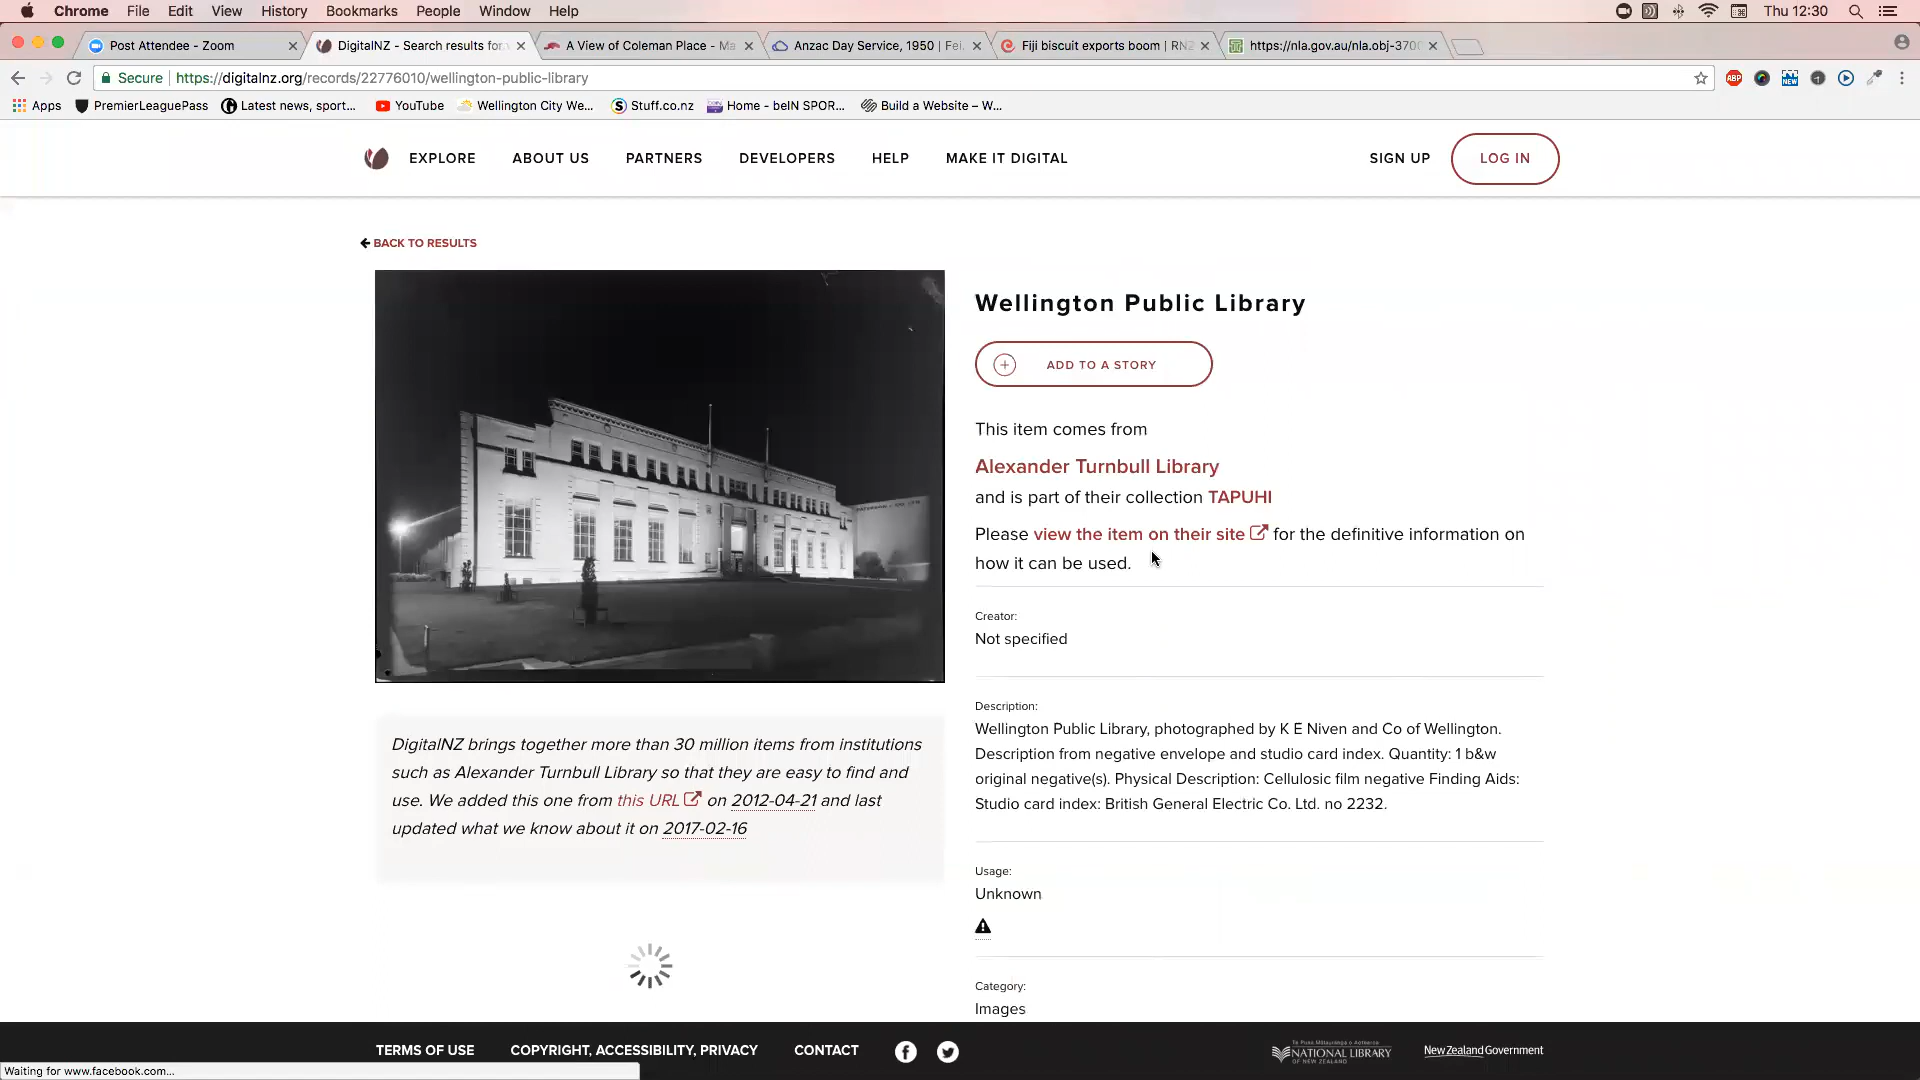 Chrome File Edit View History Bookmarks People Window Help Thu 12:30
Post Attendee - Zoom DigitalNZ - Search results for A View of Coleman Place - Ma Anzac Day Service, 1950 | Fei Fiji biscuit exports boom | RNZ https://nla.gov.au/nla.obj-3700
Secure https://digitalnz.org/records/22776010/wellington-public-library ABP NEW
Apps PremierLeaguePass Latest news, sport... YouTube Wellington City We... Stuff.co.nz Home - beIN SPOR... Build a Website – W...
EXPLORE ABOUT US PARTNERS DEVELOPERS HELP MAKE IT DIGITAL SIGN UP LOG IN
BACK TO RESULTS
Wellington Public Library
ADD TO A STORY
This item comes from
Alexander Turnbull Library
and is part of their collection TAPUHI
Please view the item on their site for the definitive information on
how it can be used.
Creator:
Not specified
Description:
Wellington Public Library, photographed by K E Niven and Co of Wellington.
Description from negative envelope and studio card index. Quantity: 1 b&w
original negative(s). Physical Description: Cellulosic film negative Finding Aids:
Studio card index: British General Electric Co. Ltd. no 2232.
Usage:
Unknown
Category:
Images
DigitalNZ brings together more than 30 million items from institutions
such as Alexander Turnbull Library so that they are easy to find and
use. We added this one from this URL on 2012-04-21 and last
updated what we know about it on 2017-02-16
TERMS OF USE COPYRIGHT, ACCESSIBILITY, PRIVACY CONTACT
NATIONAL LIBRARY
OF NEW ZEALAND
New Zealand Government
Waiting for www.facebook.com...